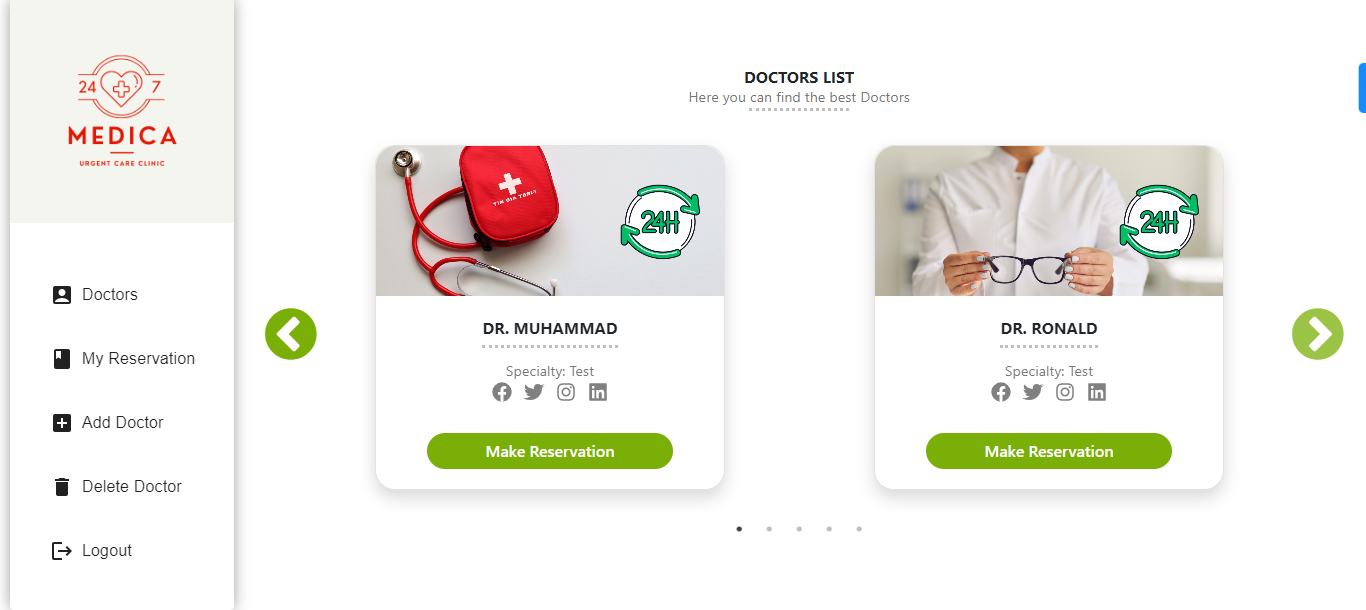 24 7
MEDICA
URGENT CARE CLINIC
Doctors
My Reservation
Add Doctor
Delete Doctor
Logout
DOCTORS LIST
Here you can find the best Doctors
24H
DR. MUHAMMAD
Specialty: Test
Make Reservation
24H
DR. RONALD
Specialty: Test
Make Reservation